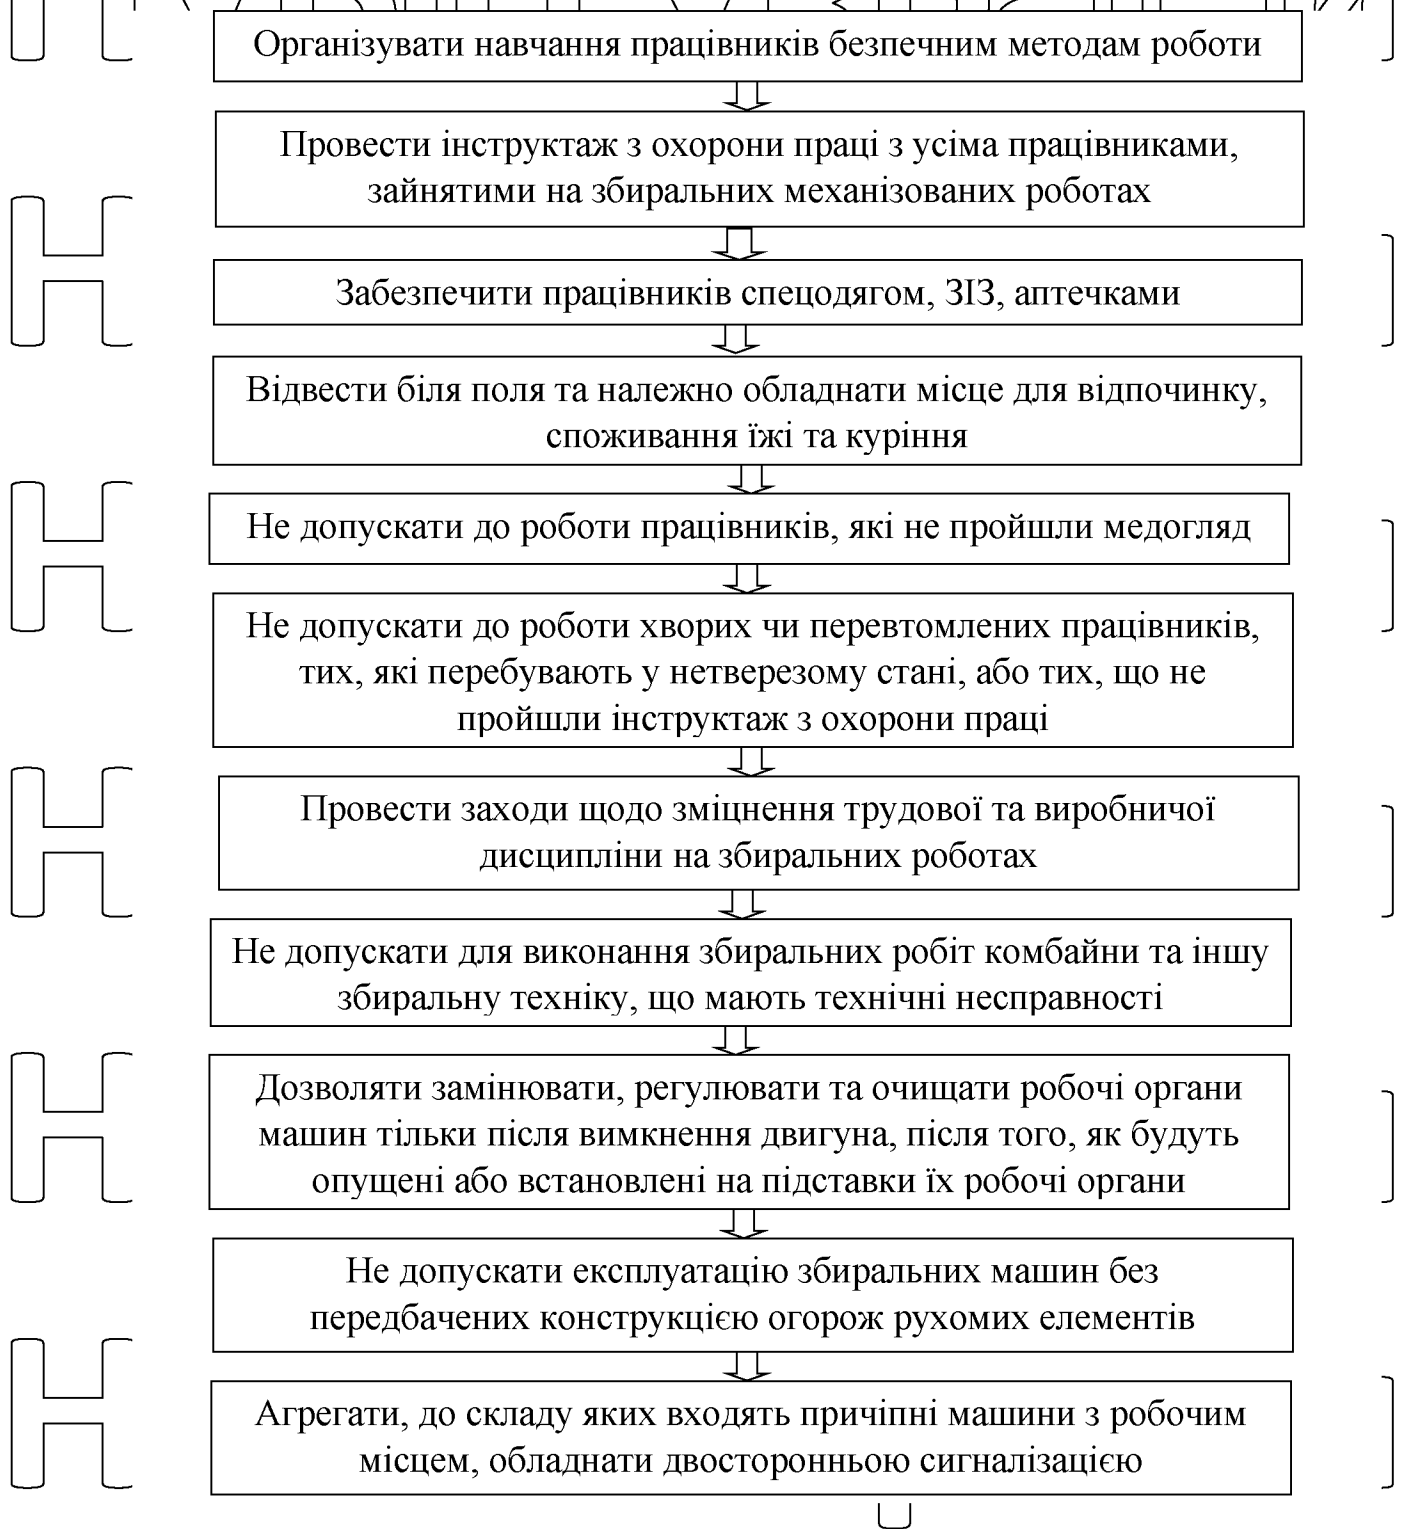 Організувати навчання працівників безпечним методам роботи
Провести інструктаж з охорони праці з усіма працівниками,
зайнятими на збиральних механізованих роботах
Забезпечити працівників спецодягом, ЗІЗ, аптечками
Відвести біля поля та належно обладнати місце для відпочинку,
споживання їжі та куріння
Не допускати до роботи працівників, які не пройшли медогляд
Не допускати до роботи хворих чи перевтомлених працівників,
тих, які перебувають у нетверезому стані, або тих, що не
пройшли інструктаж з охорони праці
Провести заходи щодо зміцнення трудової та виробничої
дисципліни на збиральних роботах
Не допускати для виконання збиральних робіт комбайни та іншу
збиральну техніку, що мають технічні несправності
Дозволяти замінювати, регулювати та очищати робочі органи
машин тільки після вимкнення двигуна, після того, як будуть
опущені або встановлені на підставки їх робочі органи
Не допускати експлуатацію збиральних машин без
передбачених конструкцією огорож рухомих елементів
Агрегати, до складу яких входять причіпні машини з робочим
місцем, обладнати двосторонньою сигналізацією